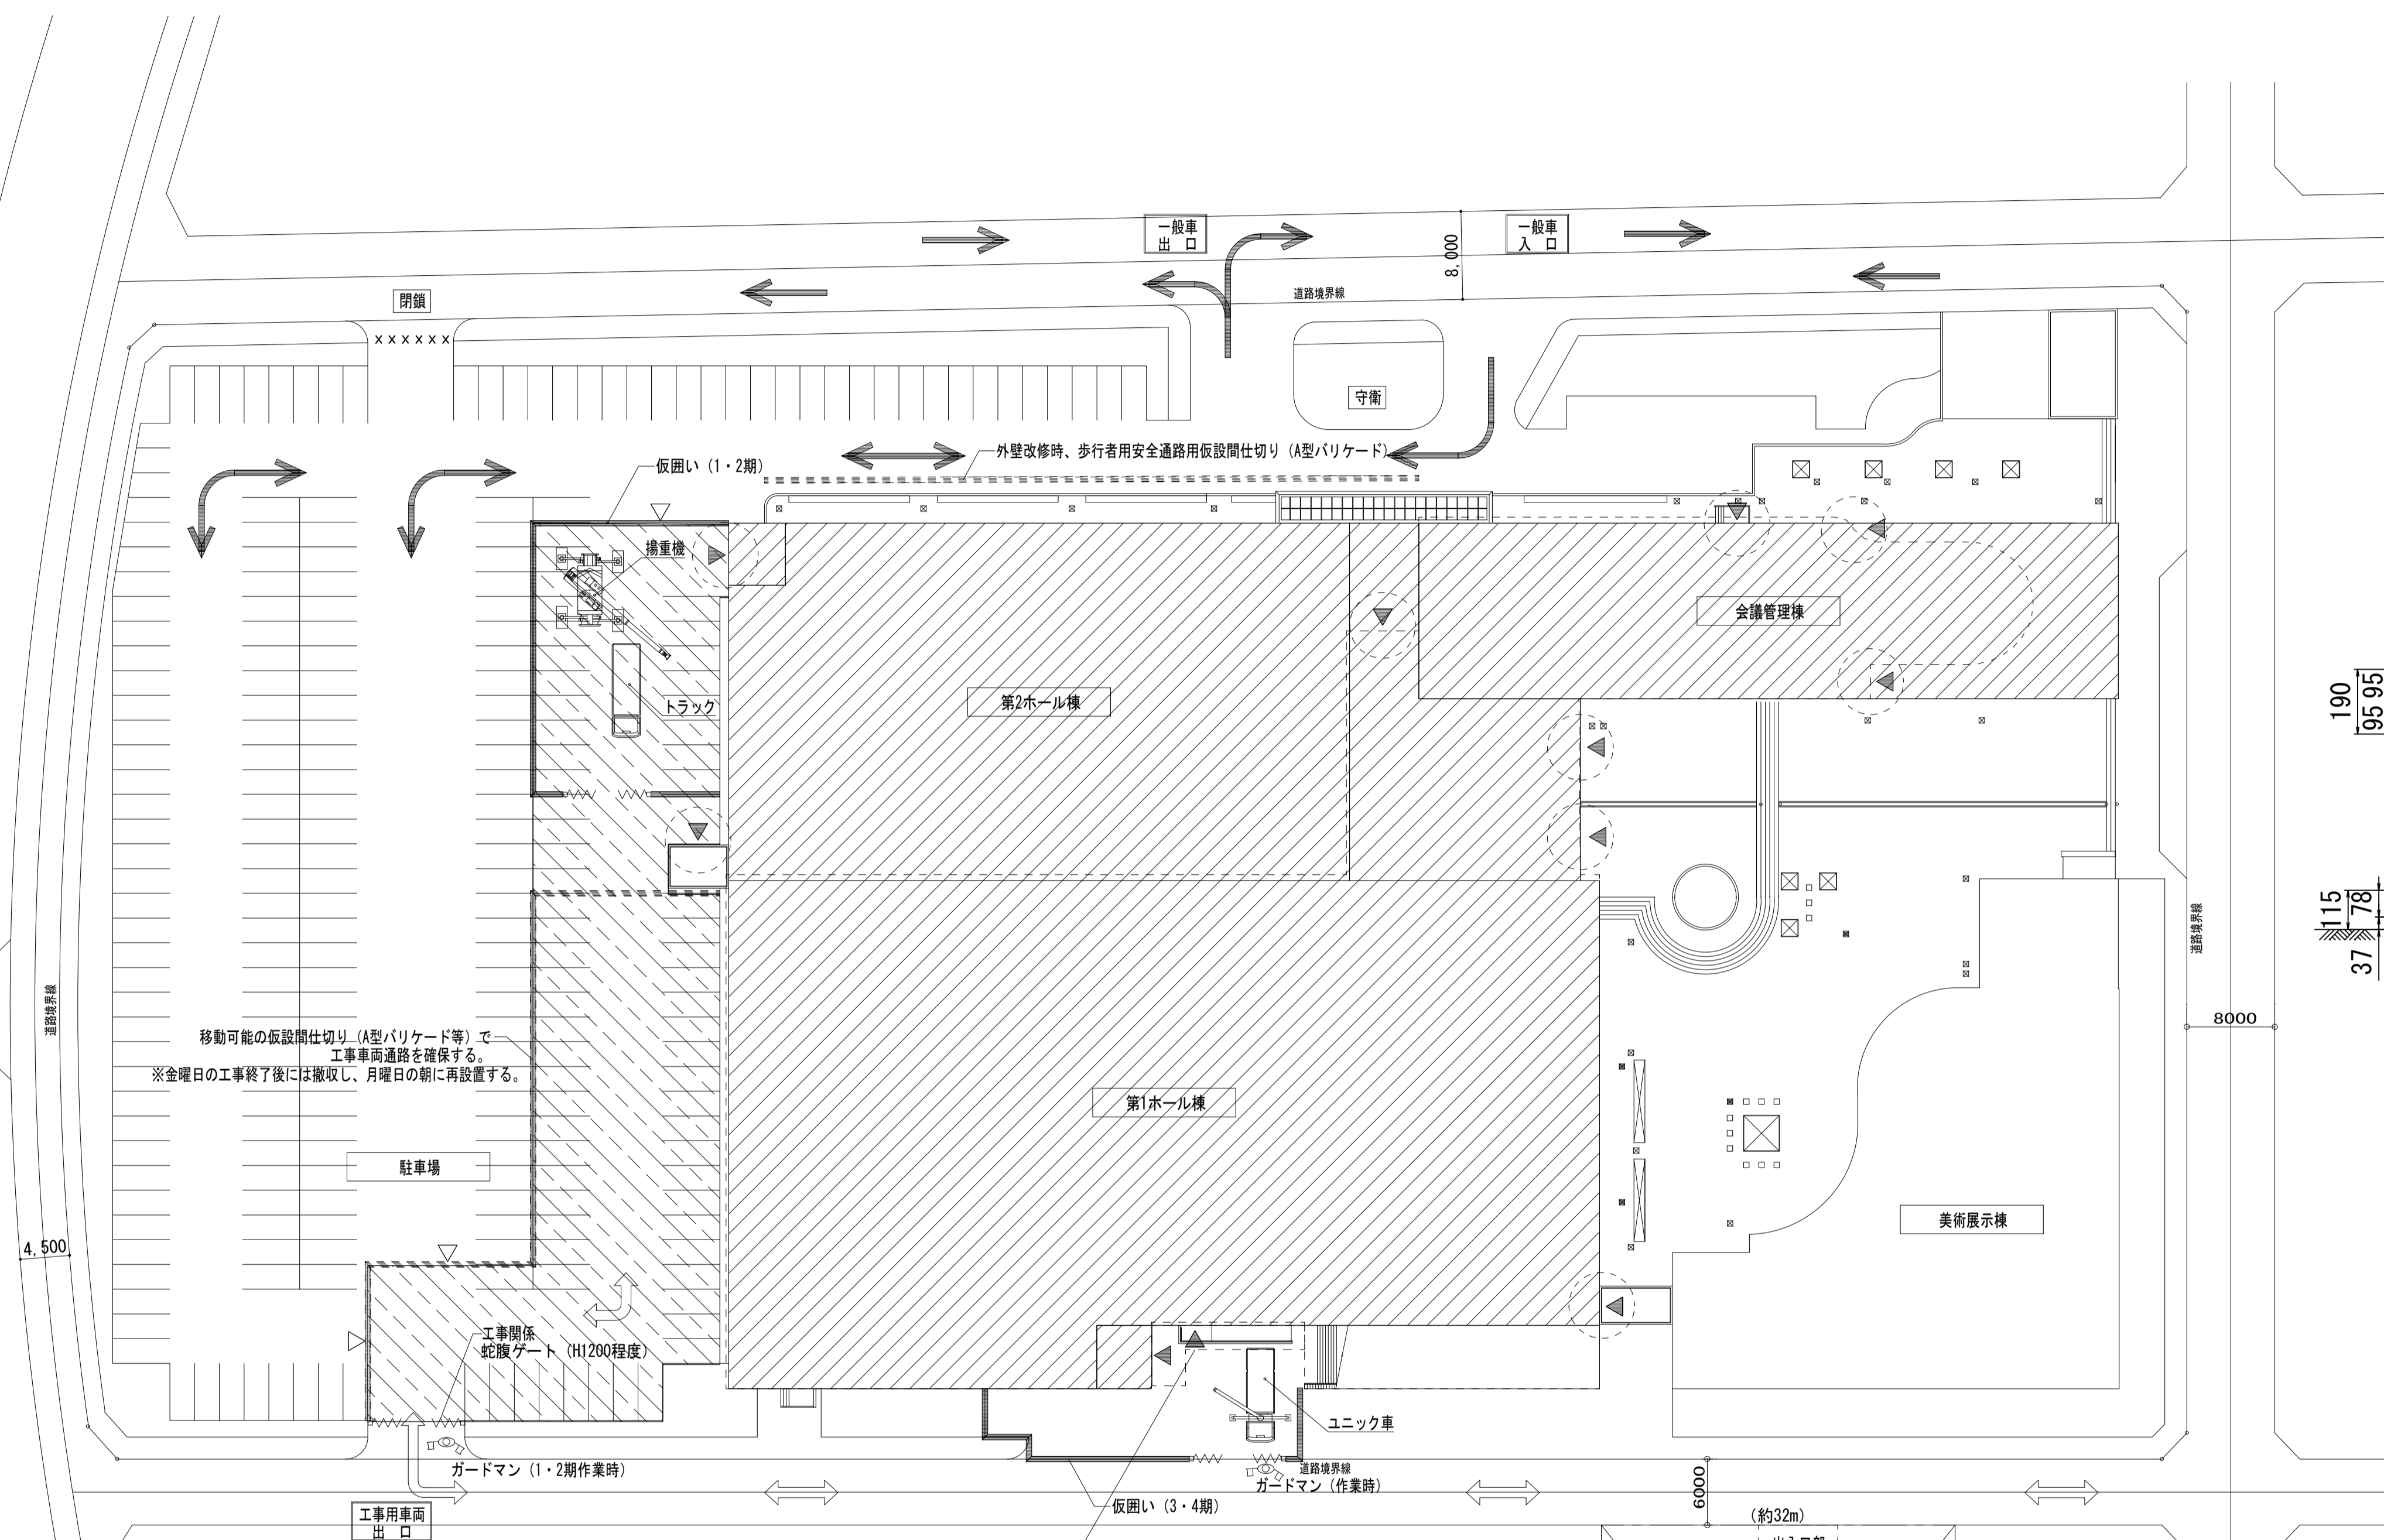 一般車
出　口
一般車
入　口
8,000
道路境界線
閉鎖
守衛
外壁改修時、歩行者用安全通路用仮設間仕切り（A型バリケード）
仮囲い（1・2期）
揚重機
会議管理棟
トラック
第2ホール棟
190
95 95
115
78
37
道路境界線
8000
道路境界線
移動可能の仮設間仕切り（A型バリケード等）で
工事車両通路を確保する。
※金曜日の工事終了後には撤収し、月曜日の朝に再設置する。
第1ホール棟
駐車場
美術展示棟
4,500
工事関係
蛇腹ゲート（H1200程度）
ユニック車
ガードマン（1・2期作業時）
道路境界線
ガードマン（作業時）
仮囲い（3・4期）
6000
（約32m）
工事用車両
出　口